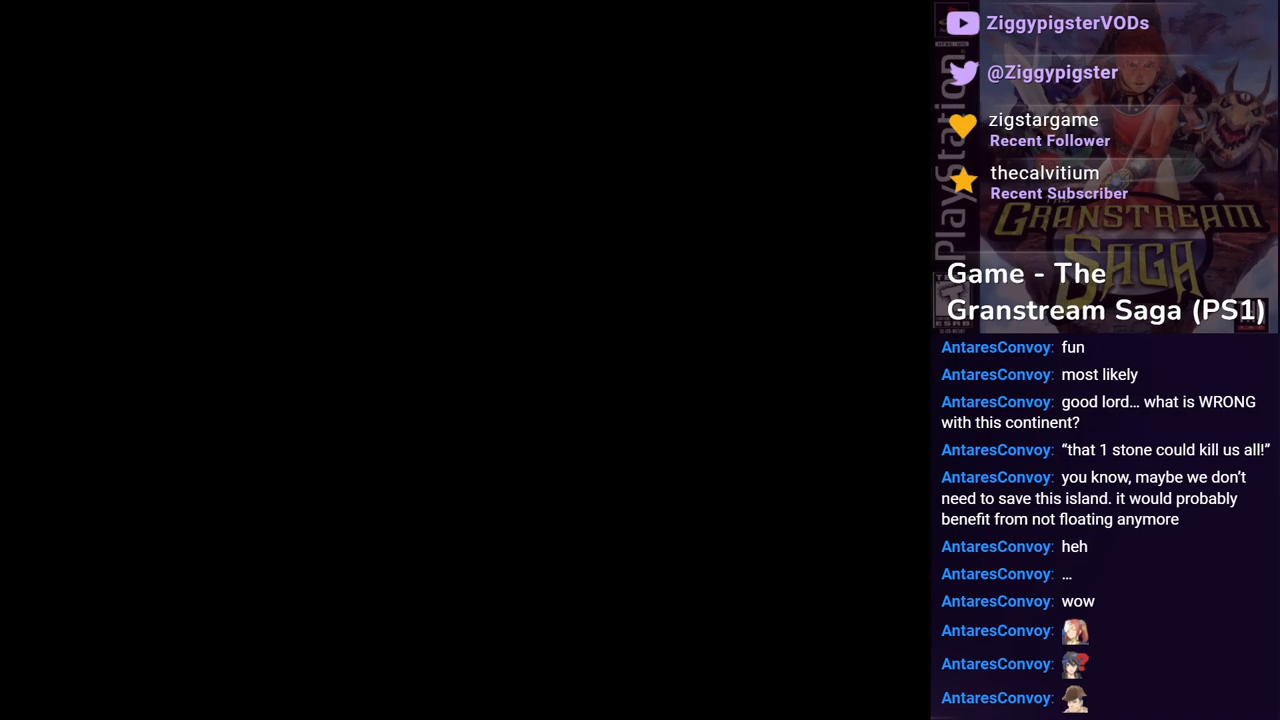 ZiggypigsterVODs
@Ziggypigster
zigstargame
Recent Follower
thecalvitium
Recent Subscriber
PlayStation
THE
GRANSTREAM
SAGA
Game - The
Granstream Saga (PS1)
AntaresConvoy: fun
AntaresConvoy: most likely
AntaresConvoy: good lord… what is WRONG
with this continent?
AntaresConvoy: “that 1 stone could kill us all!”
AntaresConvoy: you know, maybe we don’t
need to save this island. it would probably
benefit from not floating anymore
AntaresConvoy: heh
AntaresConvoy: …
AntaresConvoy: wow
AntaresConvoy:
AntaresConvoy:
AntaresConvoy: